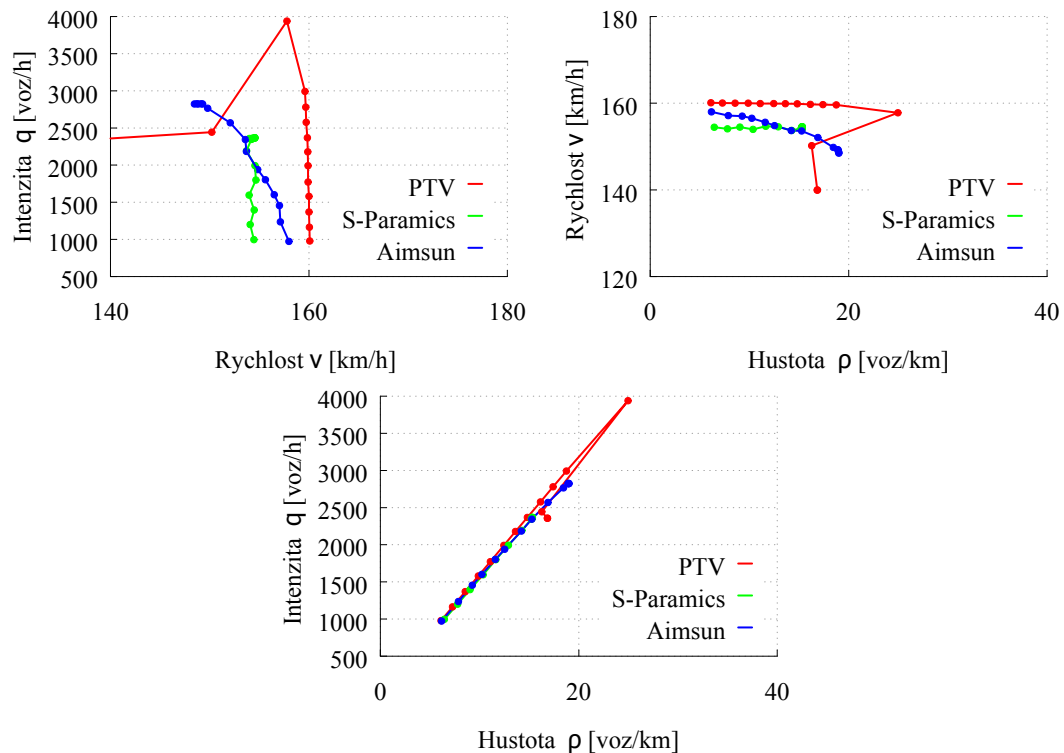 4000
3500
3000
2500
2000
1500
1000
500
140
160
180
Intenzita q [voz/h]
Rychlost v [km/h]
PTV
S-Paramics
Aimsun
180
160
140
120
0
20
40
Rychlost v [km/h]
Hustota ρ [voz/km]
PTV
S-Paramics
Aimsun
4000
3500
3000
2500
2000
1500
1000
500
0
20
40
Intenzita q [voz/h]
Hustota ρ [voz/km]
PTV
S-Paramics
Aimsun